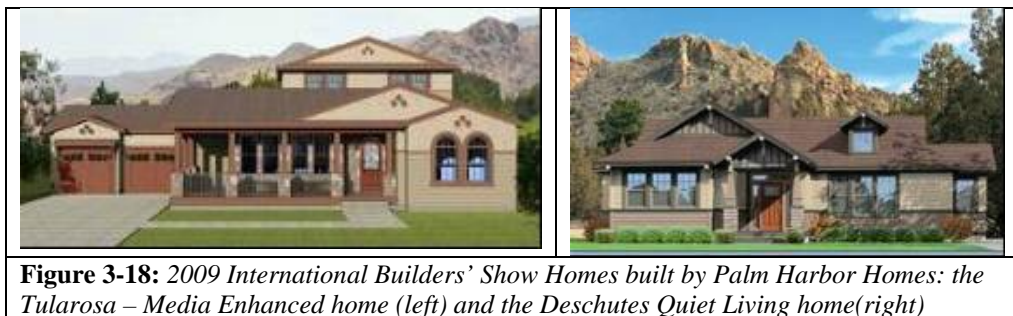 Figure 3-18: 2009 International Builders’ Show Homes built by Palm Harbor Homes: the
Tularosa – Media Enhanced home (left) and the Deschutes Quiet Living home(right)